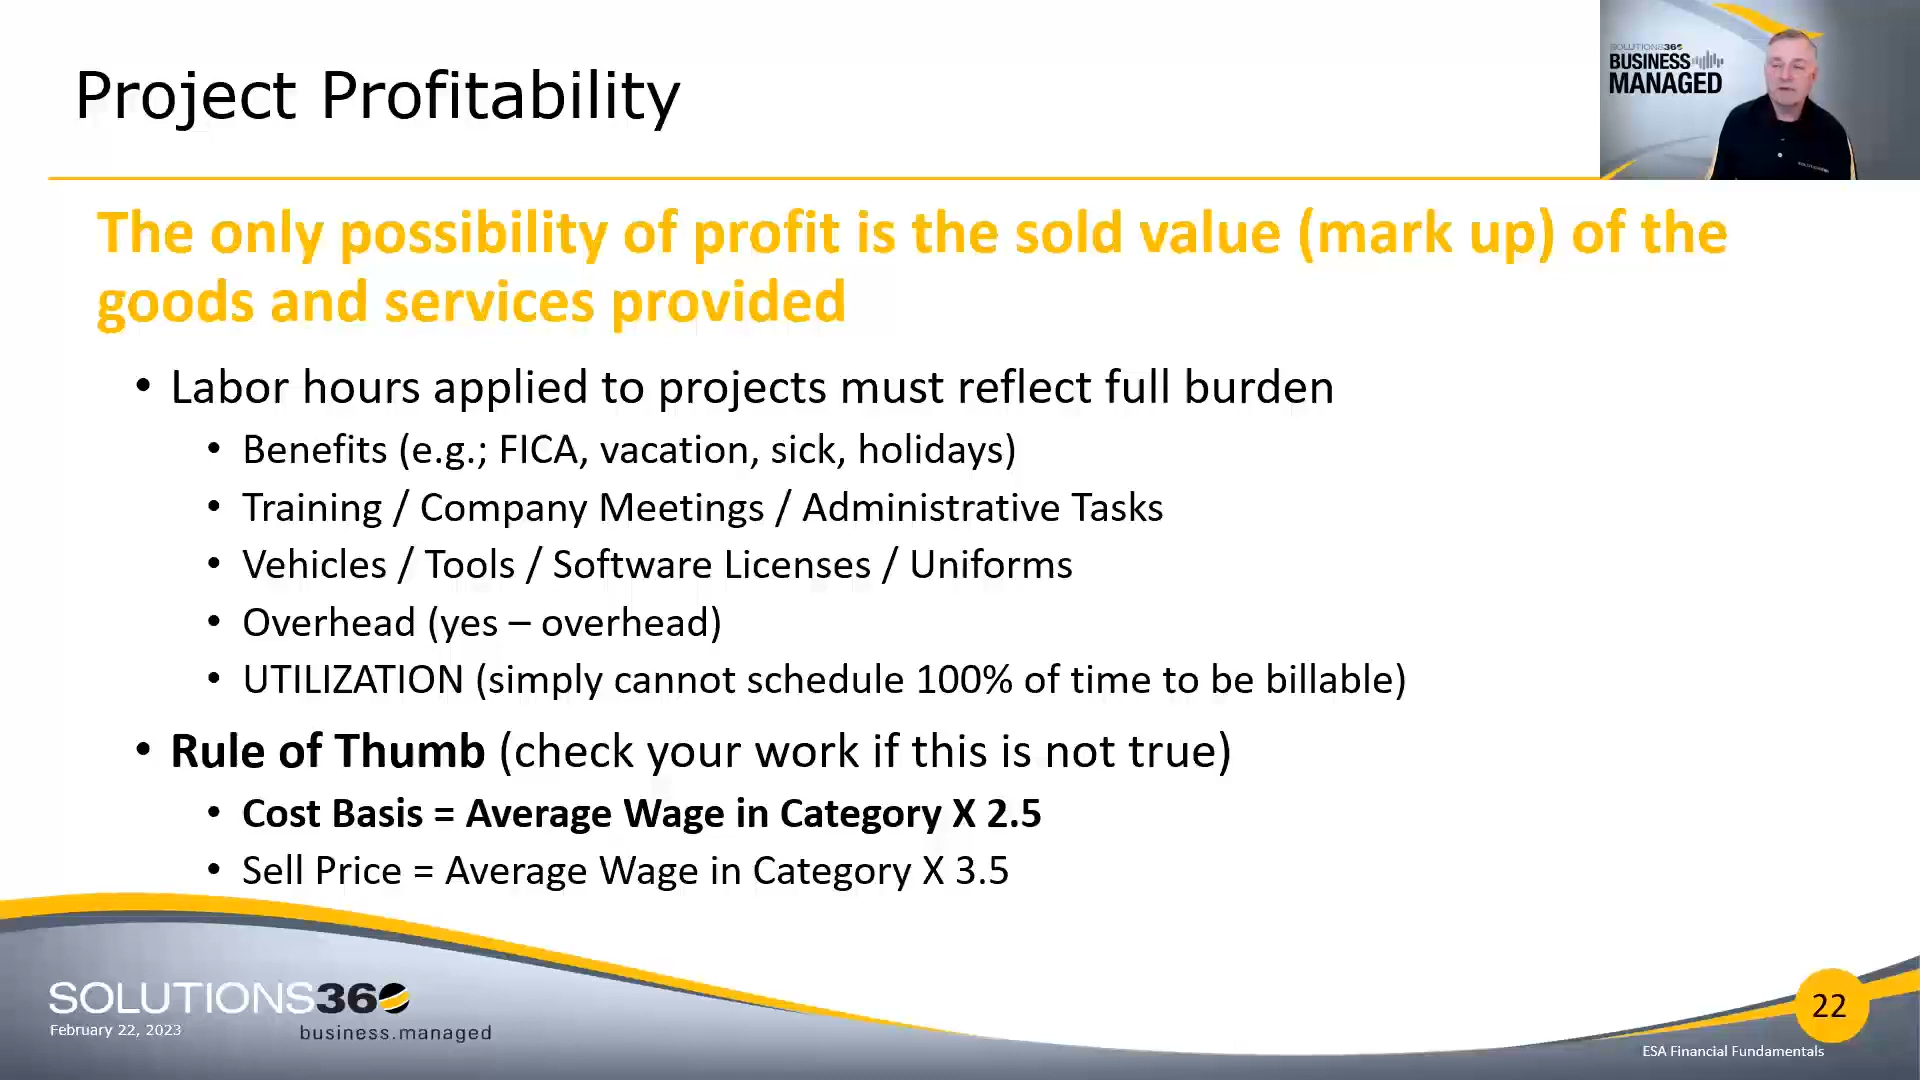 Project Profitability
SOLUTIONS360
BUSINESS
MANAGED
The only possibility of profit is the sold value (mark up) of the
goods and services provided
• Labor hours applied to projects must reflect full burden
• Benefits (e.g.; FICA, vacation, sick, holidays)
• Training / Company Meetings / Administrative Tasks
• Vehicles / Tools / Software Licenses / Uniforms
• Overhead (yes – overhead)
• UTILIZATION (simply cannot schedule 100% of time to be billable)
• Rule of Thumb (check your work if this is not true)
• Cost Basis = Average Wage in Category X 2.5
• Sell Price = Average Wage in Category X 3.5
SOLUTIONS360
February 22, 2023
business.managed
22
ESA Financial Fundamentals